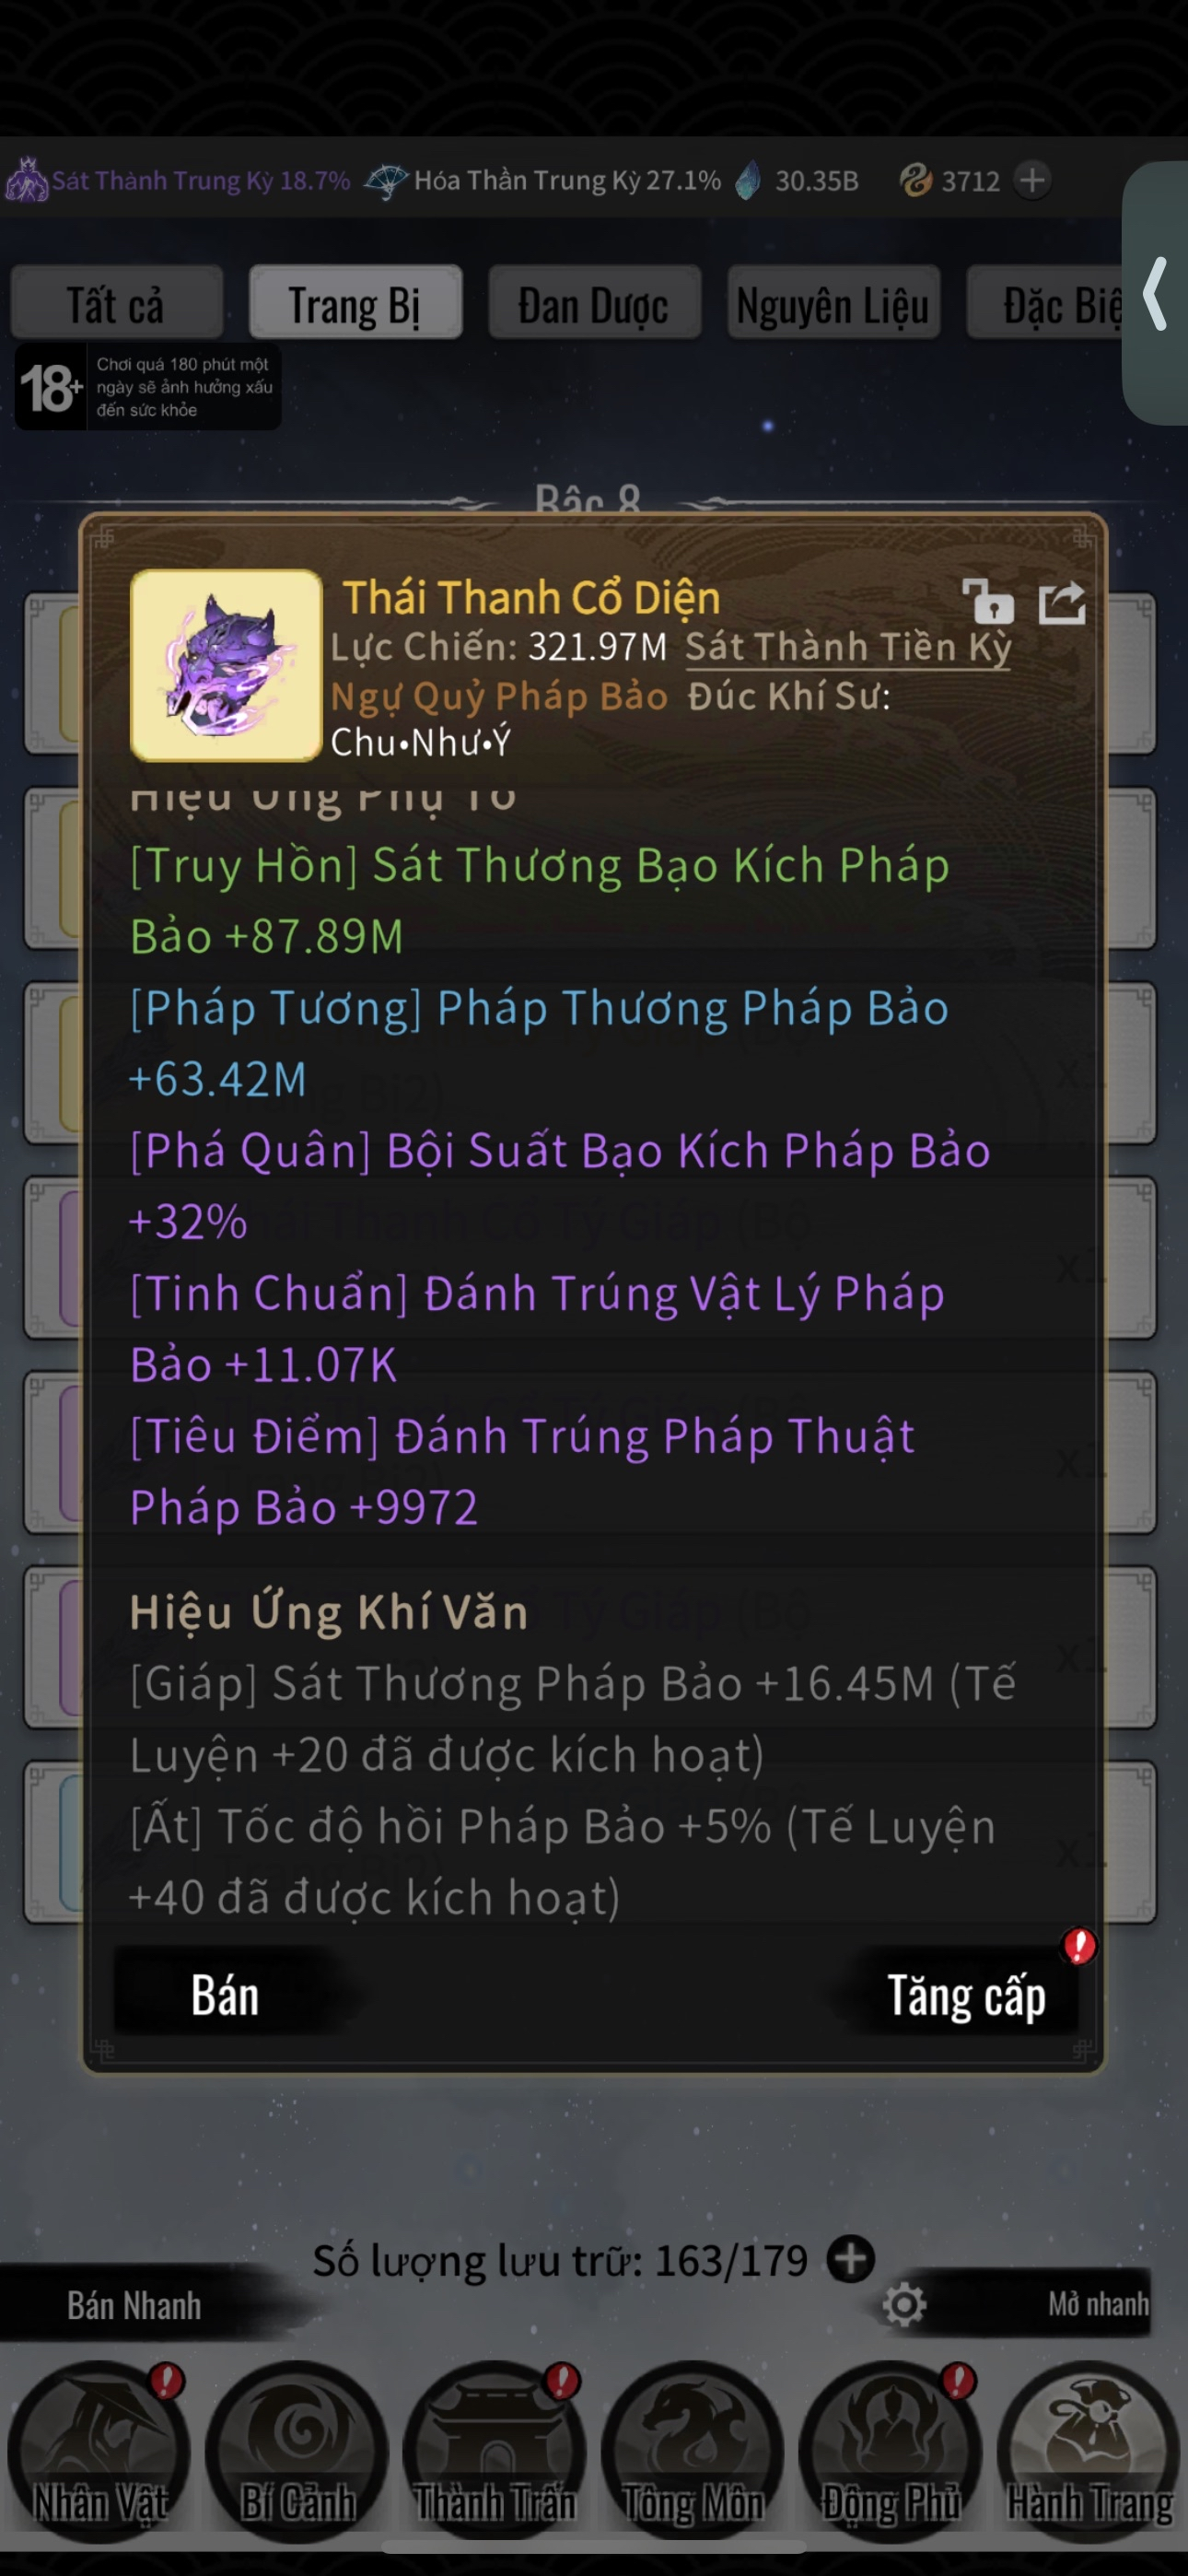 Sát Thành Trung Kỳ 18.7% Hóa Thần Trung Kỳ 27.1% 30.35B 3712
Tất cả Trang Bị Đan Dược Nguyên Liệu Đặc Biệ
18+ Chơi quá 180 phút một
ngày sẽ ảnh hưởng xấu
đến sức khỏe
Bậc 8
Thái Thanh Cổ Diện
Lực Chiến: 321.97M Sát Thành Tiền Kỳ
Ngự Quỷ Pháp Bảo Đúc Khí Sư:
Chu•Như•Ý
Hiệu Ứng Phụ Tố
[Truy Hồn] Sát Thương Bạo Kích Pháp
Bảo +87.89M
[Pháp Tương] Pháp Thương Pháp Bảo
+63.42M
[Phá Quân] Bội Suất Bạo Kích Pháp Bảo
+32%
[Tinh Chuẩn] Đánh Trúng Vật Lý Pháp
Bảo +11.07K
[Tiêu Điểm] Đánh Trúng Pháp Thuật
Pháp Bảo +9972
Hiệu Ứng Khí Văn
[Giáp] Sát Thương Pháp Bảo +16.45M (Tế
Luyện +20 đã được kích hoạt)
[Ất] Tốc độ hồi Pháp Bảo +5% (Tế Luyện
+40 đã được kích hoạt)
Bán Tăng cấp
Số lượng lưu trữ: 163/179
Bán Nhanh Mở nhanh
Nhân Vật Bí Cảnh Thành Trấn Tông Môn Động Phủ Hành Trang